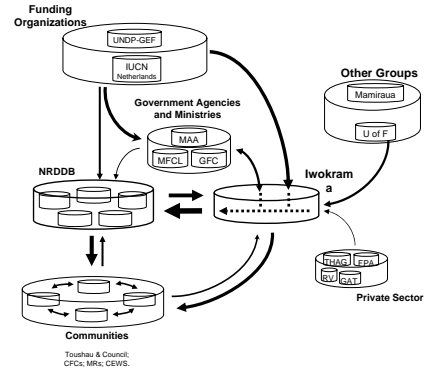 Funding
Organizations
UNDP-GEF
IUCN
Netherlands
Other Groups
Mamiraua
U of F
Government Agencies
and Ministries
MAA
MFCL
GFC
NRDDB
Iwokram
a
THAG
FPA
RV
GAT
Private Sector
Communities
Toushau & Council;
CFCs; MRs; CEWS.